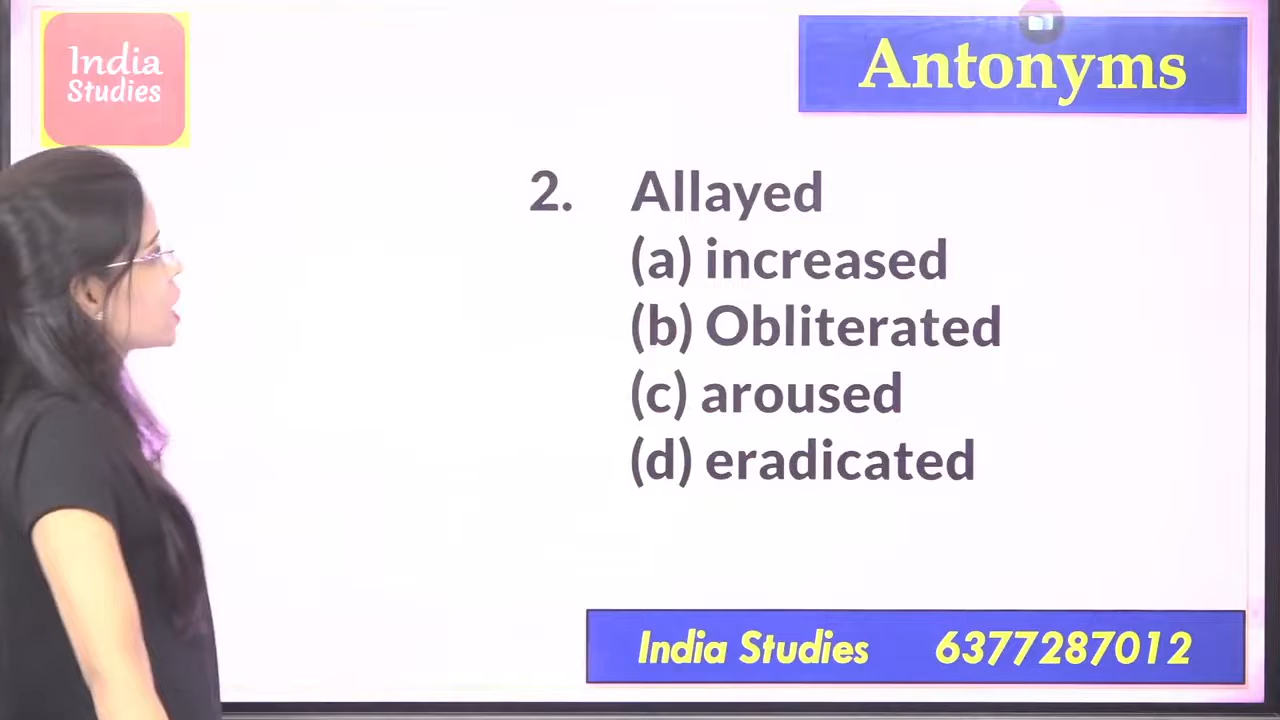 India
Studies
Antonyms
2. Allayed
(a) increased
(b) Obliterated
(c) aroused
(d) eradicated
India Studies 6377287012